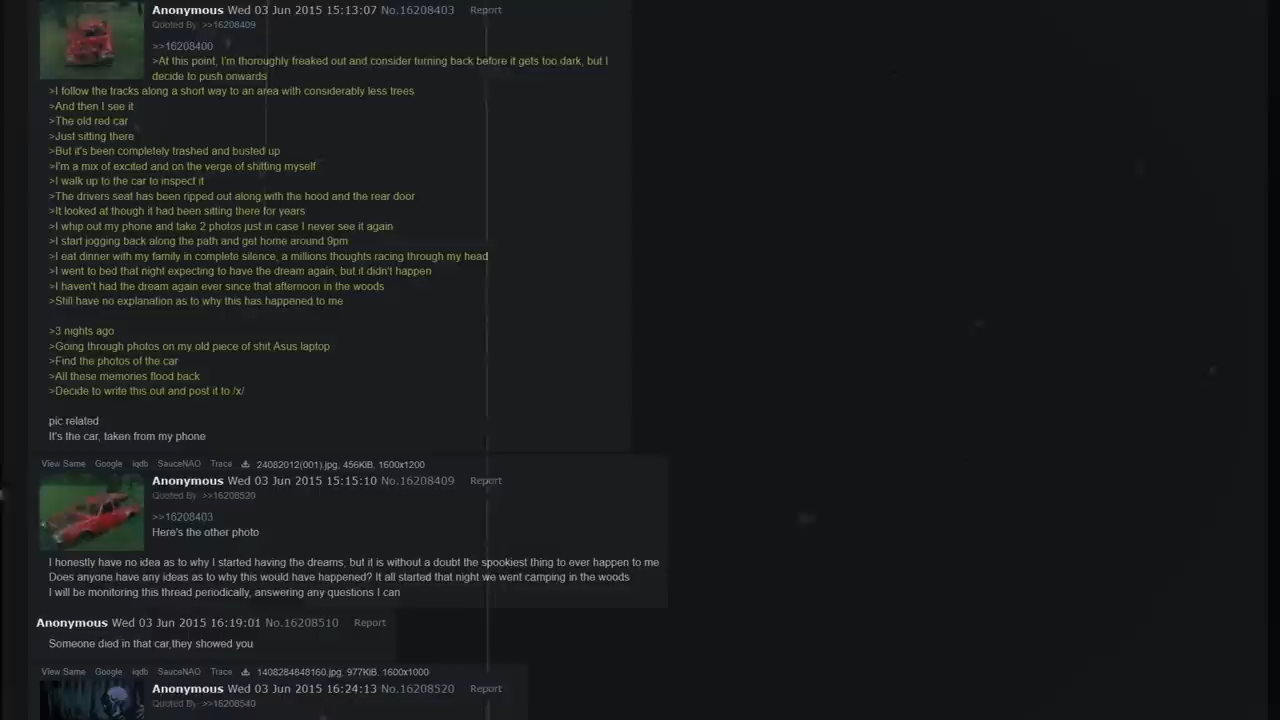 Anonymous Wed 03 Jun 2015 15:13:07 No.16208403 Report
Quoted By: >>16208409
>>16208400
>At this point, I'm thoroughly freaked out and consider turning back before it gets too dark, but I
decide to push onwards
>I follow the tracks along a short way to an area with considerably less trees
>And then I see it
>The old red car
>Just sitting there
>But it's been completely trashed and busted up
>I'm a mix of excited and on the verge of shitting myself
>I walk up to the car to inspect it
>The drivers seat has been ripped out along with the hood and the rear door
>It looked at though it had been sitting there for years
>I whip out my phone and take 2 photos just in case I never see it again
>I start jogging back along the path and get home around 9pm
>I eat dinner with my family in complete silence, a millions thoughts racing through my head
>I went to bed that night expecting to have the dream again, but it didn't happen
>I haven't had the dream again ever since that afternoon in the woods
>Still have no explanation as to why this has happened to me
>3 nights ago
>Going through photos on my old piece of shit Asus laptop
>Find the photos of the car
>All these memories flood back
>Decide to write this out and post it to /x/
pic related
It's the car, taken from my phone
View Same Google iqdb SauceNAO Trace 24082012(001).jpg, 456KiB, 1600x1200
Anonymous Wed 03 Jun 2015 15:15:10 No.16208409 Report
Quoted By: >>16208520
>>16208403
Here's the other photo
I honestly have no idea as to why I started having the dreams, but it is without a doubt the spookiest thing to ever happen to me
Does anyone have any ideas as to why this would have happened? It all started that night we went camping in the woods
I will be monitoring this thread periodically, answering any questions I can
Anonymous Wed 03 Jun 2015 16:19:01 No.16208510 Report
Someone died in that car,they showed you
View Same Google iqdb SauceNAO Trace 1408284848160.jpg, 977KiB, 1600x1000
Anonymous Wed 03 Jun 2015 16:24:13 No.16208520 Report
Quoted By: >>16208540